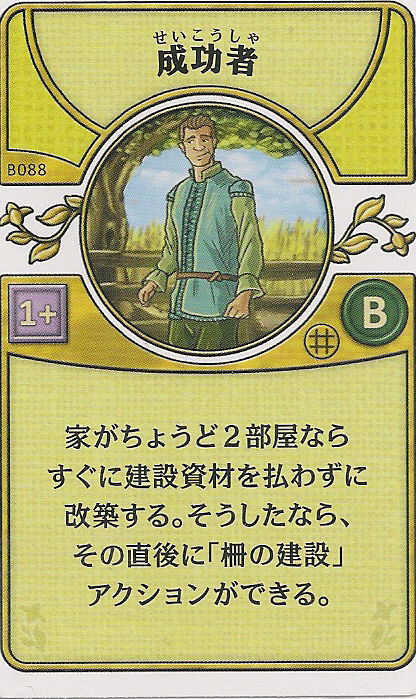 せいこうしゃ
成功者
B088
1+
B
家がちょうど2部屋なら
すぐに建設資材を払わずに
改築する。そうしたなら、
その直後に「柵の建設」
アクションができる。